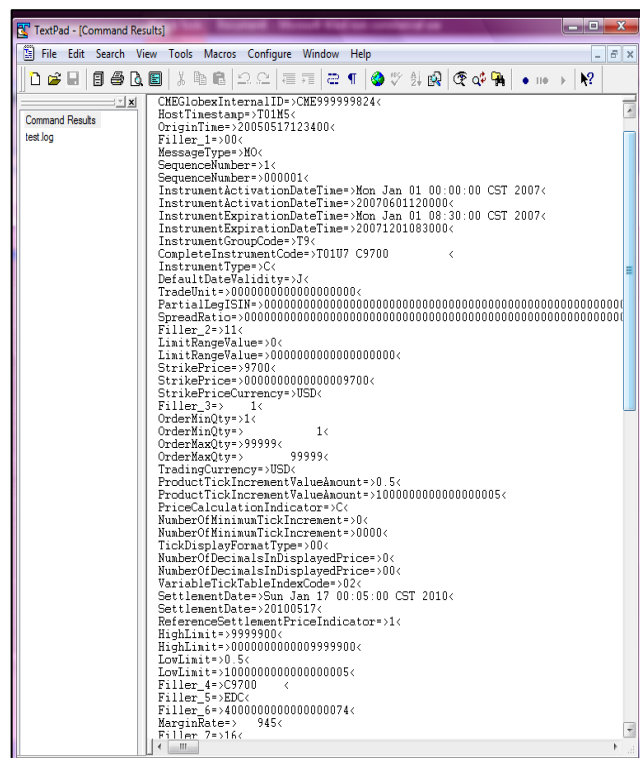 TextPad - [Command Results]
File Edit Search View Tools Macros Configure Window Help
Command Results
test.log
CMEGlobexInternalID=>CME999999824<
HostTimestamp=>T01M5<
OriginTime=>20050517123400<
Filler_1=>00<
MessageType=>MO<
SequenceNumber=>1<
SequenceNumber=>000001<
InstrumentActivationDateTime=>Mon Jan 01 00:00:00 CST 2007<
InstrumentActivationDateTime=>20070601120000<
InstrumentExpirationDateTime=>Mon Jan 01 08:30:00 CST 2007<
InstrumentExpirationDateTime=>20071201083000<
InstrumentGroupCode=>T9<
CompleteInstrumentCode=>T01U7 C9700          <
InstrumentType=>C<
DefaultDateValidity=>J<
TradeUnit=>0000000000000000000<
PartialLegISIN=>000000000000000000000000000000000000000000000000000000
SpreadRatio=>000000000000000000000000000000000000000000000000000000000
Filler_2=>11<
LimitRangeValue=>0<
LimitRangeValue=>0000000000000000000<
StrikePrice=>9700<
StrikePrice=>0000000000000009700<
StrikePriceCurrency=>USD<
Filler_3=>    1<
OrderMinQty=>1<
OrderMinQty=>            1<
OrderMaxQty=>99999<
OrderMaxQty=>        99999<
TradingCurrency=>USD<
ProductTickIncrementValueAmount=>0.5<
ProductTickIncrementValueAmount=>1000000000000000005<
PriceCalculationIndicator=>C<
NumberOfMinimumTickIncrement=>0<
NumberOfMinimumTickIncrement=>0000<
TickDisplayFormatType=>00<
NumberOfDecimalsInDisplayedPrice=>0<
NumberOfDecimalsInDisplayedPrice=>00<
VariableTickTableIndexCode=>02<
SettlementDate=>Sun Jan 17 00:05:00 CST 2010<
SettlementDate=>20100517<
ReferenceSettlementPriceIndicator=>1<
HighLimit=>9999900<
HighLimit=>0000000000009999900<
LowLimit=>0.5<
LowLimit=>1000000000000000005<
Filler_4=>C9700    <
Filler_5=>EDC<
Filler_6=>4000000000000000074<
MarginRate=>   945<
Filler_7=>16<